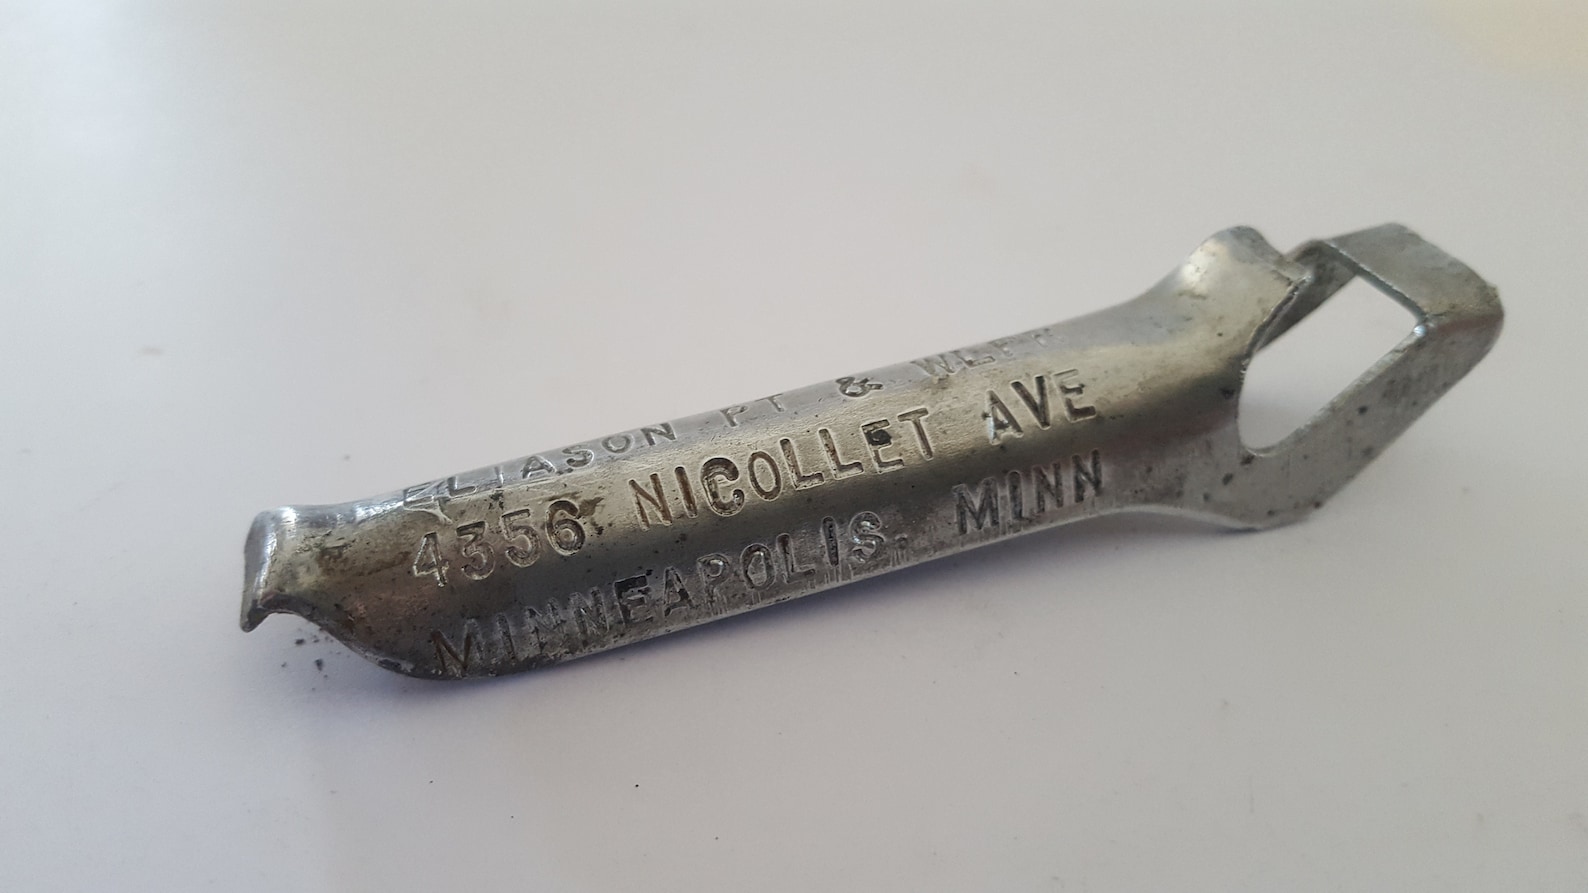 ELIASON PT &
4356 NICOLLET AVE
MINNEAPOLIS. MINN